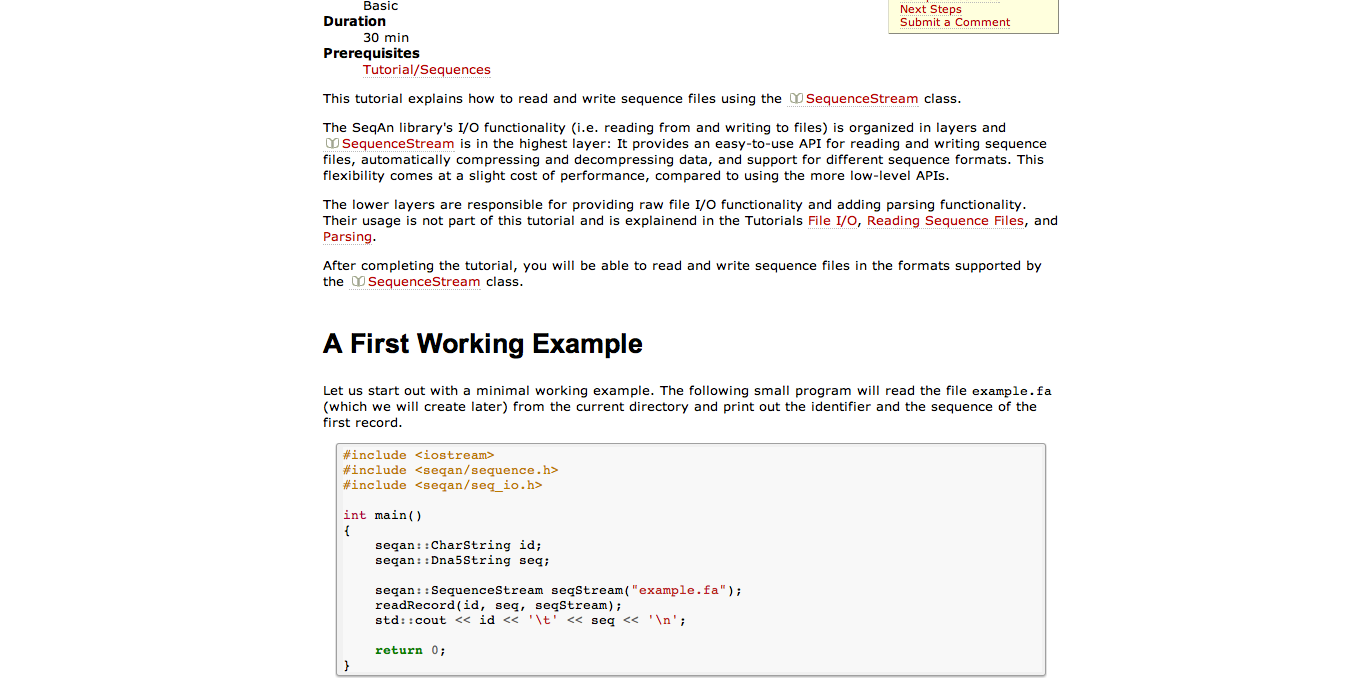 Basic
Next Steps
Duration
Submit a Comment
30 min
Prerequisites
Tutorial/Sequences
This tutorial explains how to read and write sequence files using the SequenceStream class.
The SeqAn library's I/O functionality (i.e. reading from and writing to files) is organized in layers and
SequenceStream is in the highest layer: It provides an easy-to-use API for reading and writing sequence
files, automatically compressing and decompressing data, and support for different sequence formats. This
flexibility comes at a slight cost of performance, compared to using the more low-level APIs.
The lower layers are responsible for providing raw file I/O functionality and adding parsing functionality.
Their usage is not part of this tutorial and is explainend in the Tutorials File I/O, Reading Sequence Files, and
Parsing.
After completing the tutorial, you will be able to read and write sequence files in the formats supported by
the SequenceStream class.
A First Working Example
Let us start out with a minimal working example. The following small program will read the file example.fa
(which we will create later) from the current directory and print out the identifier and the sequence of the
first record.
#include <iostream>
#include <seqan/sequence.h>
#include <seqan/seq_io.h>
int main()
{
    seqan::CharString id;
    seqan::Dna5String seq;
    seqan::SequenceStream seqStream("example.fa");
    readRecord(id, seq, seqStream);
    std::cout << id << '\t' << seq << '\n';
    return 0;
}